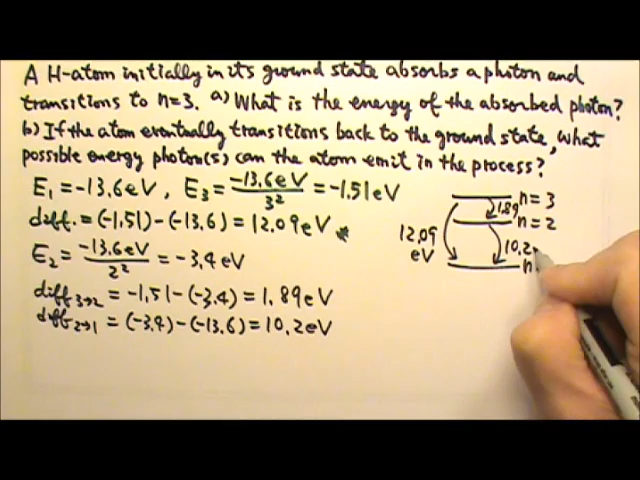 A H-atom initially in its ground state absorbs a photon and
transitions to n=3. a) What is the energy of the absorbed photon?
b) If the atom eventually transitions back to the ground state, what
possible energy photon(s) can the atom emit in the process?
E₁ = -13.6eV, E₃ = -13.6eV/3² = -1.51eV
diff. = (-1.51) - (-13.6) = 12.09eV *
E₂ = -13.6eV/2² = -3.4eV
diff₃→₂ = -1.51 - (-3.4) = 1.89eV
diff₂→₁ = (-3.4) - (-13.6) = 10.2eV
n = 3
1.89
n = 2
12.09
eV
10.2
n